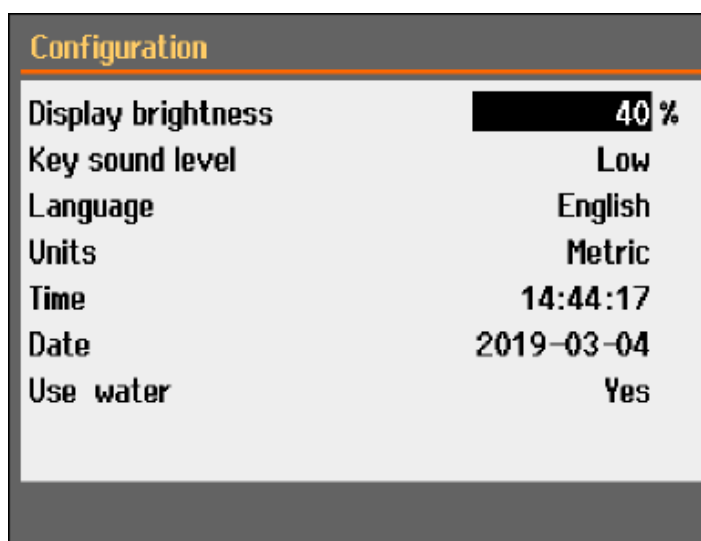 Configuration
Display brightness 40 %
Key sound level Low
Language English
Units Metric
Time 14:44:17
Date 2019-03-04
Use water Yes